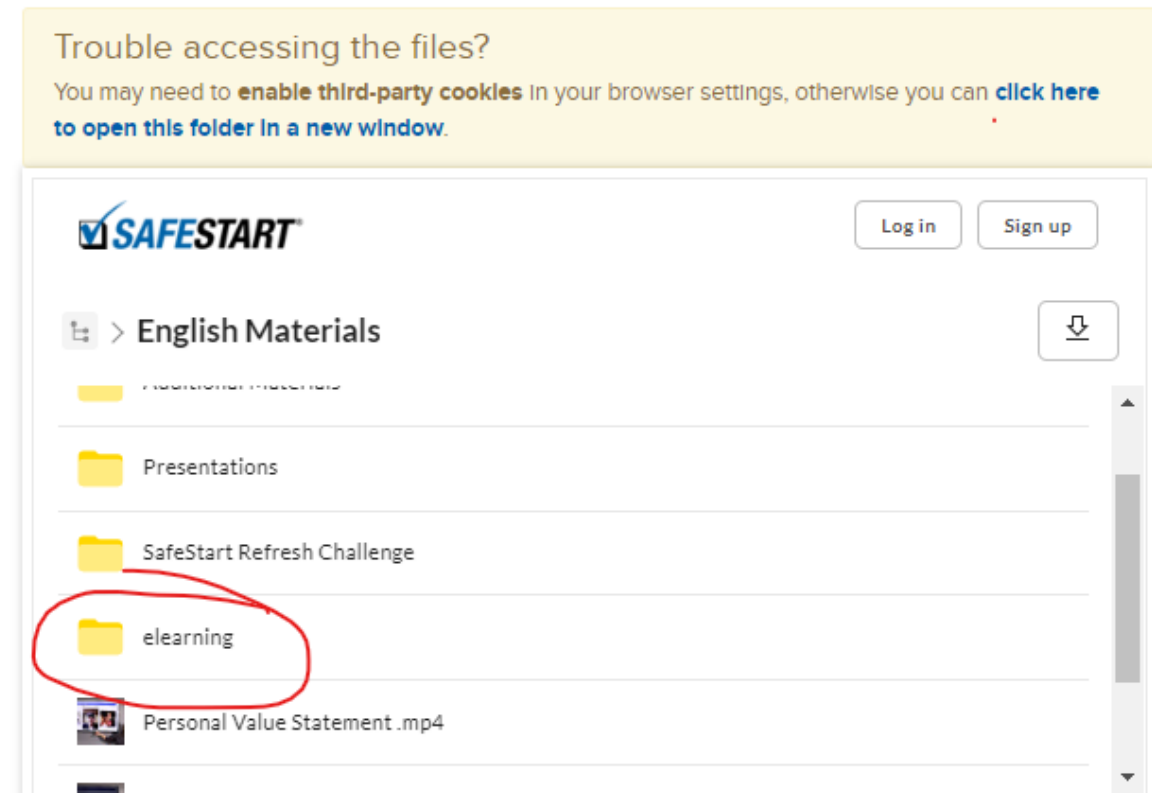 Trouble accessing the files?
You may need to enable third-party cookies in your browser settings, otherwise you can click here
to open this folder in a new window.
SAFESTART®
Log in
Sign up
> English Materials
Additional Materials
Presentations
SafeStart Refresh Challenge
elearning
Personal Value Statement .mp4